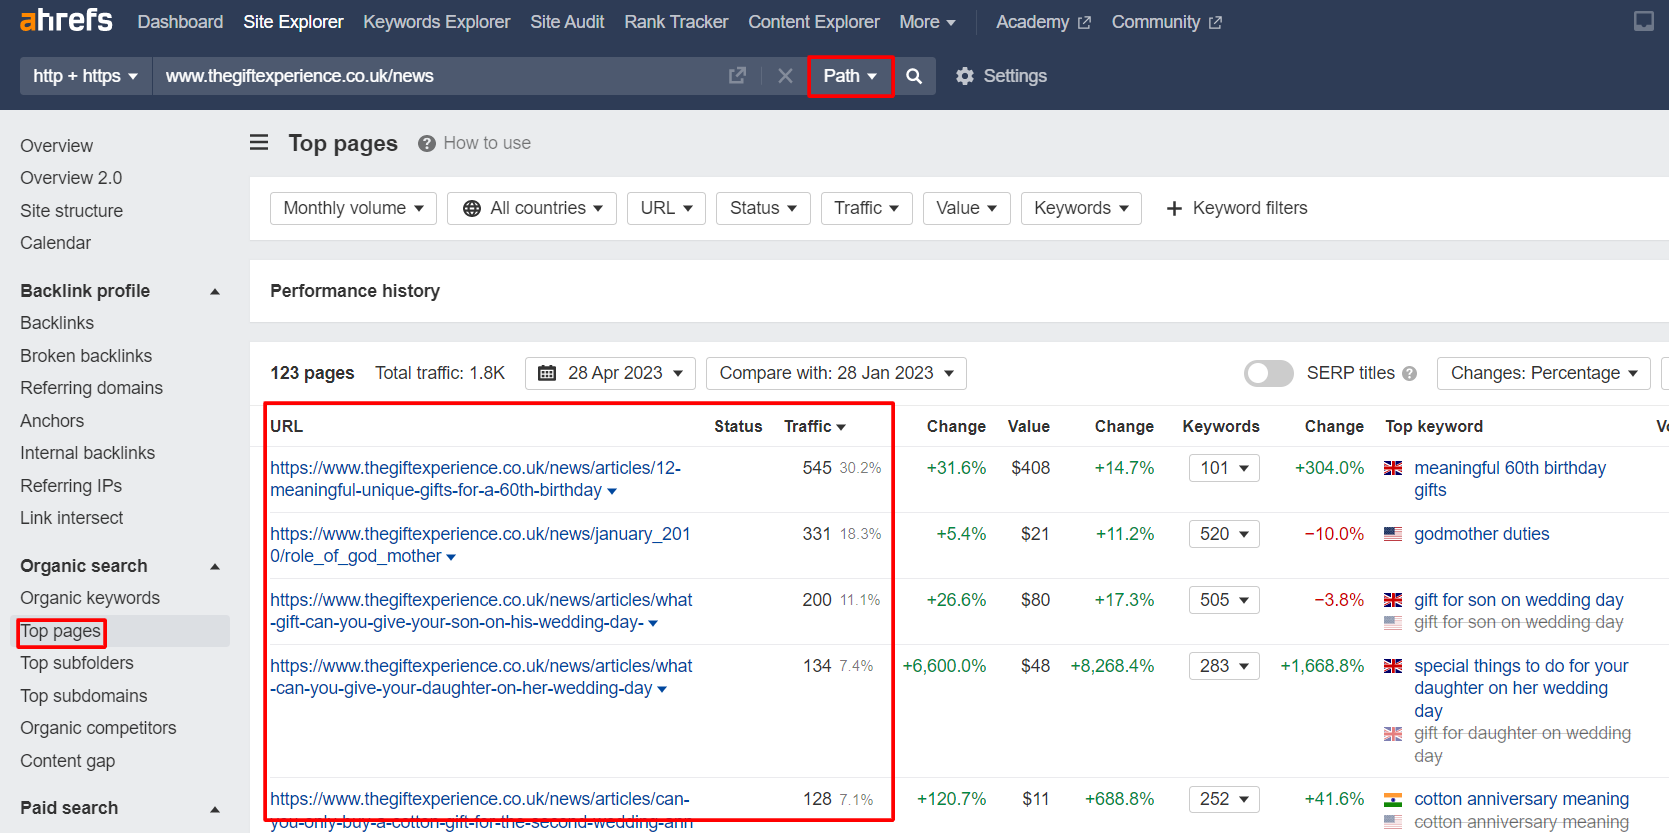 ahrefs Dashboard Site Explorer Keywords Explorer Site Audit Rank Tracker Content Explorer More Academy Community
http + https www.thegiftexperience.co.uk/news Path Settings
Overview
Overview 2.0
Site structure
Calendar
Backlink profile
Backlinks
Broken backlinks
Referring domains
Anchors
Internal backlinks
Referring IPs
Link intersect
Organic search
Organic keywords
Top pages
Top subfolders
Top subdomains
Organic competitors
Content gap
Paid search
Top pages ? How to use
Monthly volume All countries URL Status Traffic Value Keywords + Keyword filters
Performance history
123 pages Total traffic: 1.8K 28 Apr 2023 Compare with: 28 Jan 2023 SERP titles ? Changes: Percentage
URL Status Traffic Change Value Change Keywords Change Top keyword Vo
https://www.thegiftexperience.co.uk/news/articles/12- 545 30.2% +31.6% $408 +14.7% 101 +304.0% meaningful 60th birthday
meaningful-unique-gifts-for-a-60th-birthday gifts
https://www.thegiftexperience.co.uk/news/january_201 331 18.3% +5.4% $21 +11.2% 520 −10.0% godmother duties
0/role_of_god_mother
https://www.thegiftexperience.co.uk/news/articles/what 200 11.1% +26.6% $80 +17.3% 505 −3.8% gift for son on wedding day
-gift-can-you-give-your-son-on-his-wedding-day- gift for son on wedding day
https://www.thegiftexperience.co.uk/news/articles/what 134 7.4% +6,600.0% $48 +8,268.4% 283 +1,668.8% special things to do for your
-can-you-give-your-daughter-on-her-wedding-day daughter on her wedding
day
gift for daughter on wedding
day
https://www.thegiftexperience.co.uk/news/articles/can- 128 7.1% +120.7% $11 +688.8% 252 +41.6% cotton anniversary meaning
you-only-buy-a-cotton-gift-for-the-second-wedding-ann cotton anniversary meaning